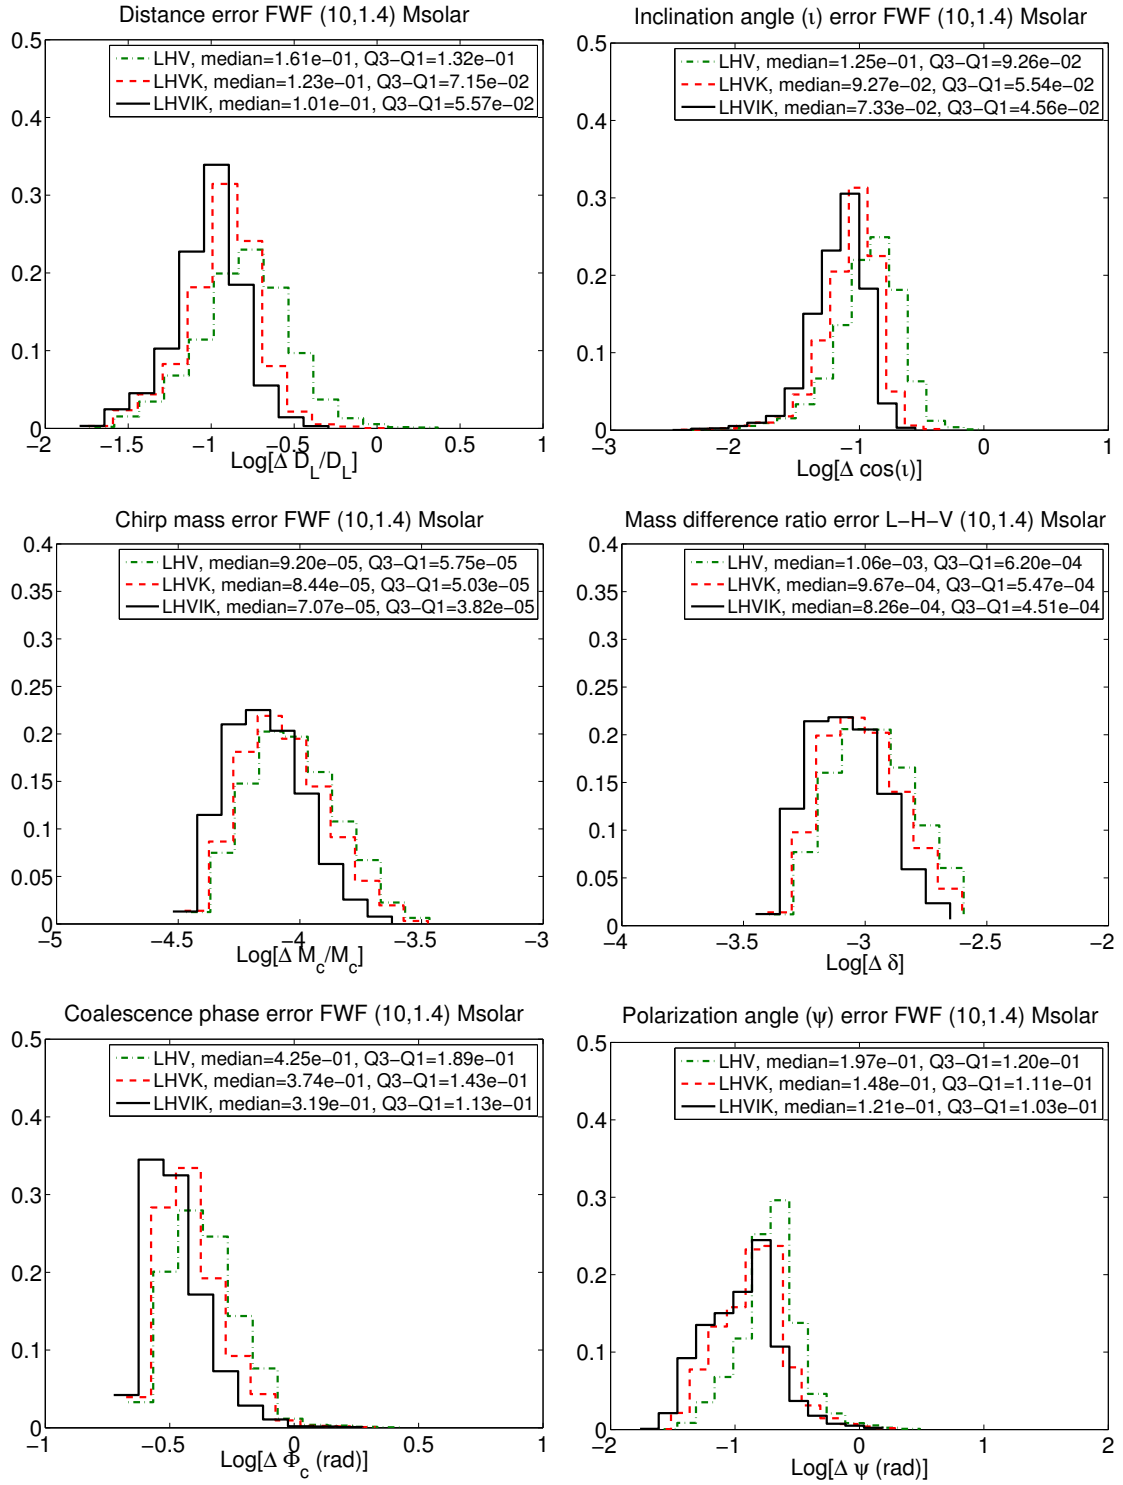 Distance error FWF (10,1.4) Msolar
0.5
0.4
0.3
0.2
0.1
0
LHV, median=1.61e−01, Q3−Q1=1.32e−01
LHVK, median=1.23e−01, Q3−Q1=7.15e−02
LHVIK, median=1.01e−01, Q3−Q1=5.57e−02
−2 −1.5 −1 −0.5 0 0.5 1
Log[Δ D_L/D_L]
Inclination angle (ι) error FWF (10,1.4) Msolar
0.5
0.4
0.3
0.2
0.1
0
LHV, median=1.25e−01, Q3−Q1=9.26e−02
LHVK, median=9.27e−02, Q3−Q1=5.54e−02
LHVIK, median=7.33e−02, Q3−Q1=4.56e−02
−3 −2 −1 0 1
Log[Δ cos(ι)]
Chirp mass error FWF (10,1.4) Msolar
0.4
0.35
0.3
0.25
0.2
0.15
0.1
0.05
0
LHV, median=9.20e−05, Q3−Q1=5.75e−05
LHVK, median=8.44e−05, Q3−Q1=5.03e−05
LHVIK, median=7.07e−05, Q3−Q1=3.82e−05
−5 −4.5 −4 −3.5 −3
Log[Δ M_c/M_c]
Mass difference ratio error L−H−V (10,1.4) Msolar
0.4
0.35
0.3
0.25
0.2
0.15
0.1
0.05
0
LHV, median=1.06e−03, Q3−Q1=6.20e−04
LHVK, median=9.67e−04, Q3−Q1=5.47e−04
LHVIK, median=8.26e−04, Q3−Q1=4.51e−04
−4 −3.5 −3 −2.5 −2
Log[Δ δ]
Coalescence phase error FWF (10,1.4) Msolar
0.5
0.4
0.3
0.2
0.1
0
LHV, median=4.25e−01, Q3−Q1=1.89e−01
LHVK, median=3.74e−01, Q3−Q1=1.43e−01
LHVIK, median=3.19e−01, Q3−Q1=1.13e−01
−1 −0.5 0 0.5 1
Log[Δ Φ_c (rad)]
Polarization angle (ψ) error FWF (10,1.4) Msolar
0.5
0.4
0.3
0.2
0.1
0
LHV, median=1.97e−01, Q3−Q1=1.20e−01
LHVK, median=1.48e−01, Q3−Q1=1.11e−01
LHVIK, median=1.21e−01, Q3−Q1=1.03e−01
−2 −1 0 1 2
Log[Δ ψ (rad)]